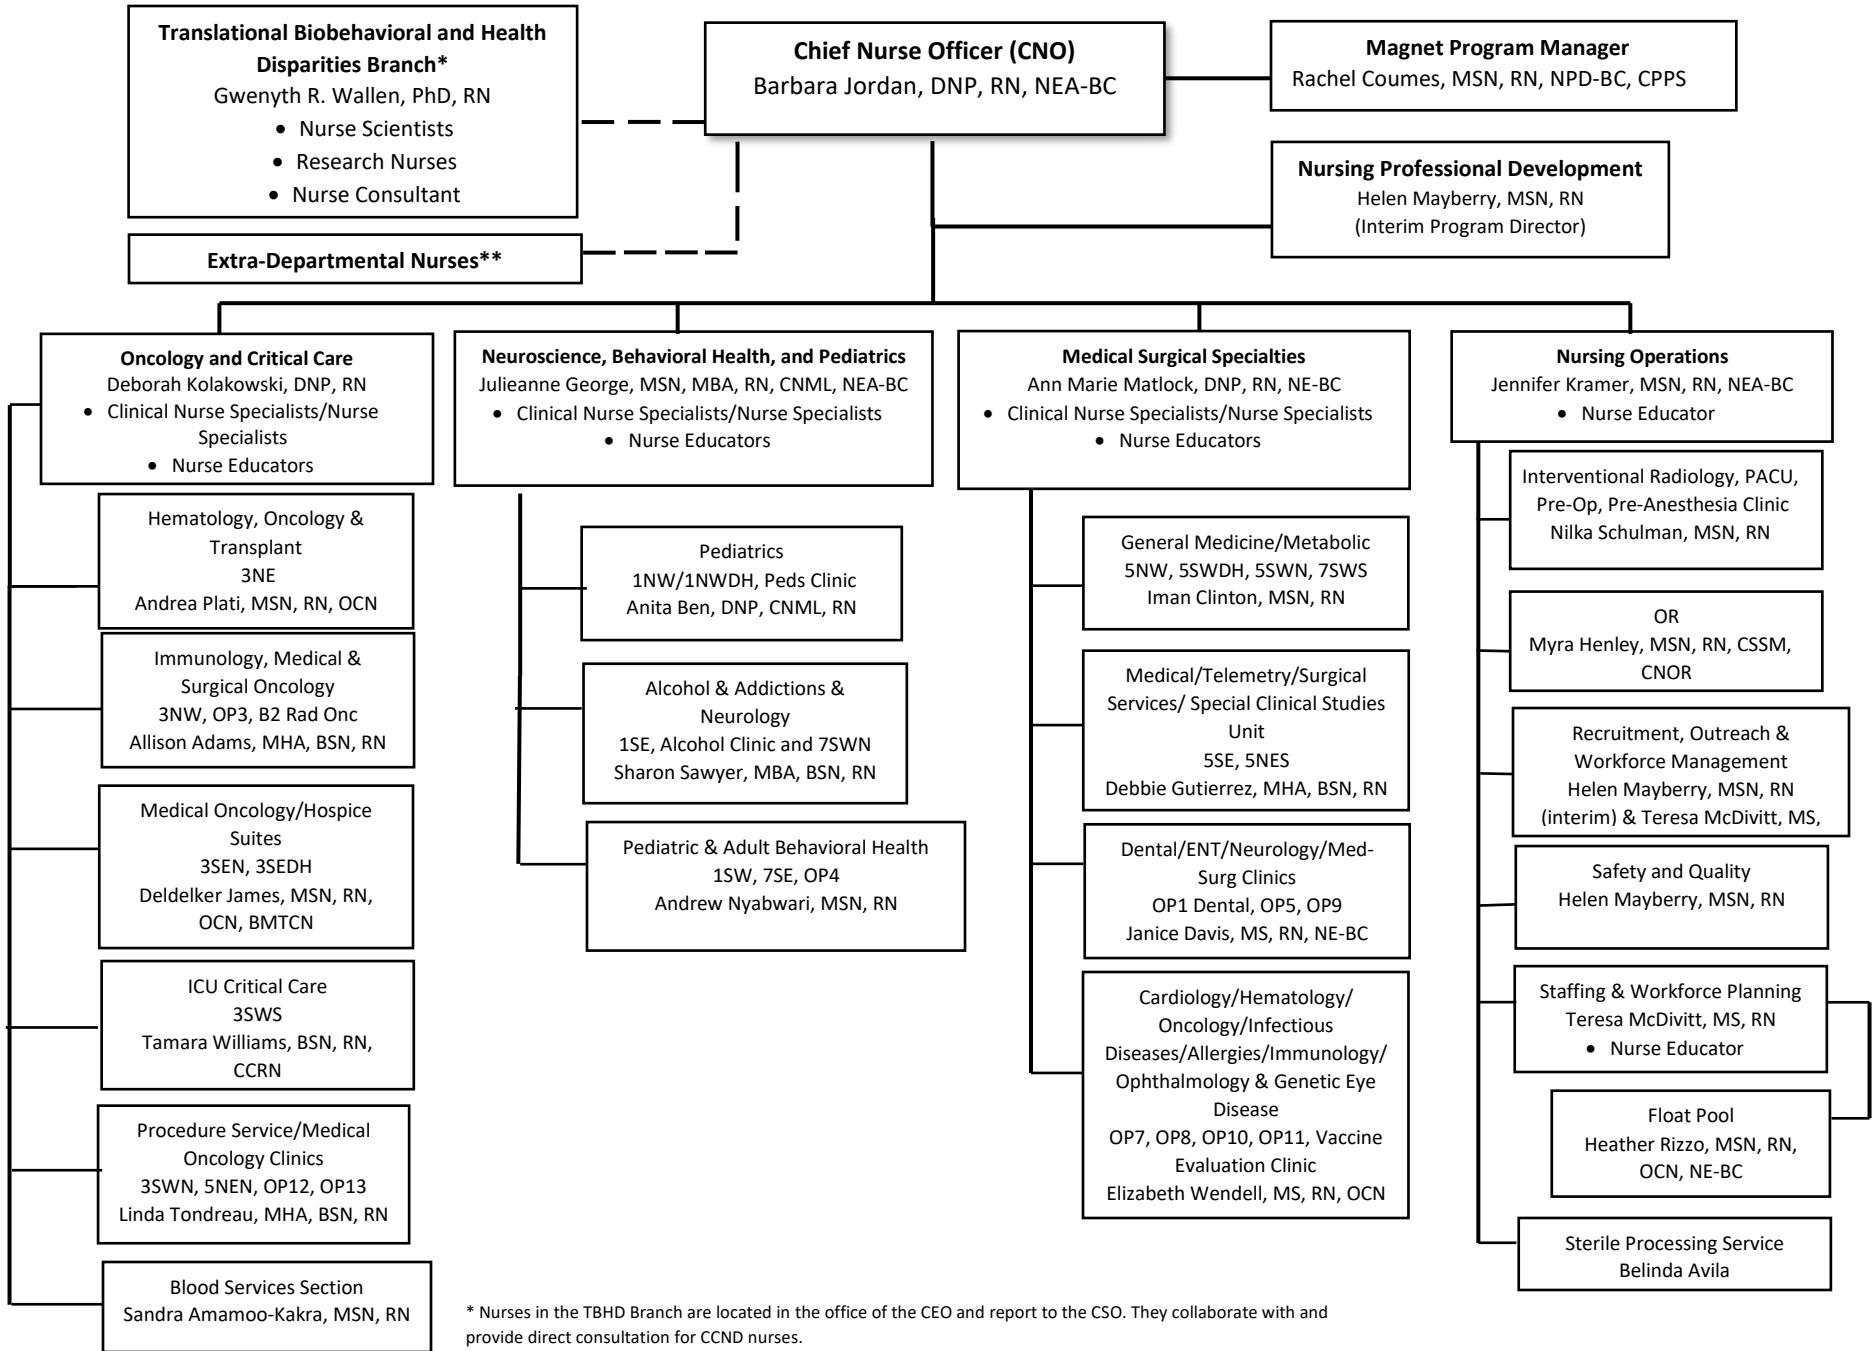 Translational Biobehavioral and Health
Disparities Branch*
Gwenyth R. Wallen, PhD, RN
• Nurse Scientists
• Research Nurses
• Nurse Consultant
Extra-Departmental Nurses**
Chief Nurse Officer (CNO)
Barbara Jordan, DNP, RN, NEA-BC
Magnet Program Manager
Rachel Coumes, MSN, RN, NPD-BC, CPPS
Nursing Professional Development
Helen Mayberry, MSN, RN
(Interim Program Director)
Oncology and Critical Care
Deborah Kolakowski, DNP, RN
• Clinical Nurse Specialists/Nurse
Specialists
• Nurse Educators
Hematology, Oncology &
Transplant
3NE
Andrea Plati, MSN, RN, OCN
Immunology, Medical &
Surgical Oncology
3NW, OP3, B2 Rad Onc
Allison Adams, MHA, BSN, RN
Medical Oncology/Hospice
Suites
3SEN, 3SEDH
Deldelker James, MSN, RN,
OCN, BMTCN
ICU Critical Care
3SWS
Tamara Williams, BSN, RN,
CCRN
Procedure Service/Medical
Oncology Clinics
3SWN, 5NEN, OP12, OP13
Linda Tondreau, MHA, BSN, RN
Blood Services Section
Sandra Amamoo-Kakra, MSN, RN
Neuroscience, Behavioral Health, and Pediatrics
Julieanne George, MSN, MBA, RN, CNML, NEA-BC
• Clinical Nurse Specialists/Nurse Specialists
• Nurse Educators
Pediatrics
1NW/1NWDH, Peds Clinic
Anita Ben, DNP, CNML, RN
Alcohol & Addictions &
Neurology
1SE, Alcohol Clinic and 7SWN
Sharon Sawyer, MBA, BSN, RN
Pediatric & Adult Behavioral Health
1SW, 7SE, OP4
Andrew Nyabwari, MSN, RN
Medical Surgical Specialties
Ann Marie Matlock, DNP, RN, NE-BC
• Clinical Nurse Specialists/Nurse Specialists
• Nurse Educators
General Medicine/Metabolic
5NW, 5SWDH, 5SWN, 7SWS
Iman Clinton, MSN, RN
Medical/Telemetry/Surgical
Services/ Special Clinical Studies
Unit
5SE, 5NES
Debbie Gutierrez, MHA, BSN, RN
Dental/ENT/Neurology/Med-
Surg Clinics
OP1 Dental, OP5, OP9
Janice Davis, MS, RN, NE-BC
Cardiology/Hematology/
Oncology/Infectious
Diseases/Allergies/Immunology/
Ophthalmology & Genetic Eye
Disease
OP7, OP8, OP10, OP11, Vaccine
Evaluation Clinic
Elizabeth Wendell, MS, RN, OCN
Nursing Operations
Jennifer Kramer, MSN, RN, NEA-BC
• Nurse Educator
Interventional Radiology, PACU,
Pre-Op, Pre-Anesthesia Clinic
Nilka Schulman, MSN, RN
OR
Myra Henley, MSN, RN, CSSM,
CNOR
Recruitment, Outreach &
Workforce Management
Helen Mayberry, MSN, RN
(interim) & Teresa McDivitt, MS,
Safety and Quality
Helen Mayberry, MSN, RN
Staffing & Workforce Planning
Teresa McDivitt, MS, RN
• Nurse Educator
Float Pool
Heather Rizzo, MSN, RN,
OCN, NE-BC
Sterile Processing Service
Belinda Avila
* Nurses in the TBHD Branch are located in the office of the CEO and report to the CSO. They collaborate with and
provide direct consultation for CCND nurses.